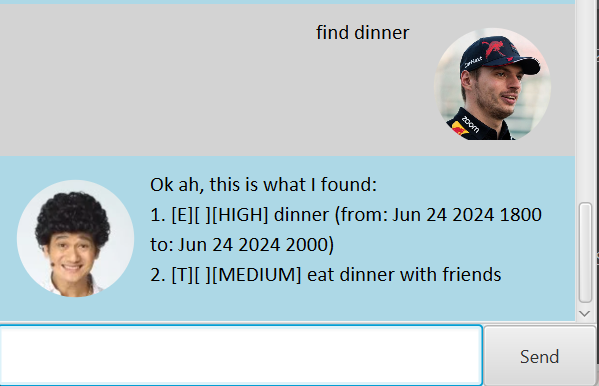 find dinner
zoom
Ok ah, this is what I found:
1. [E][ ][HIGH] dinner (from: Jun 24 2024 1800
to: Jun 24 2024 2000)
2. [T][ ][MEDIUM] eat dinner with friends
Send